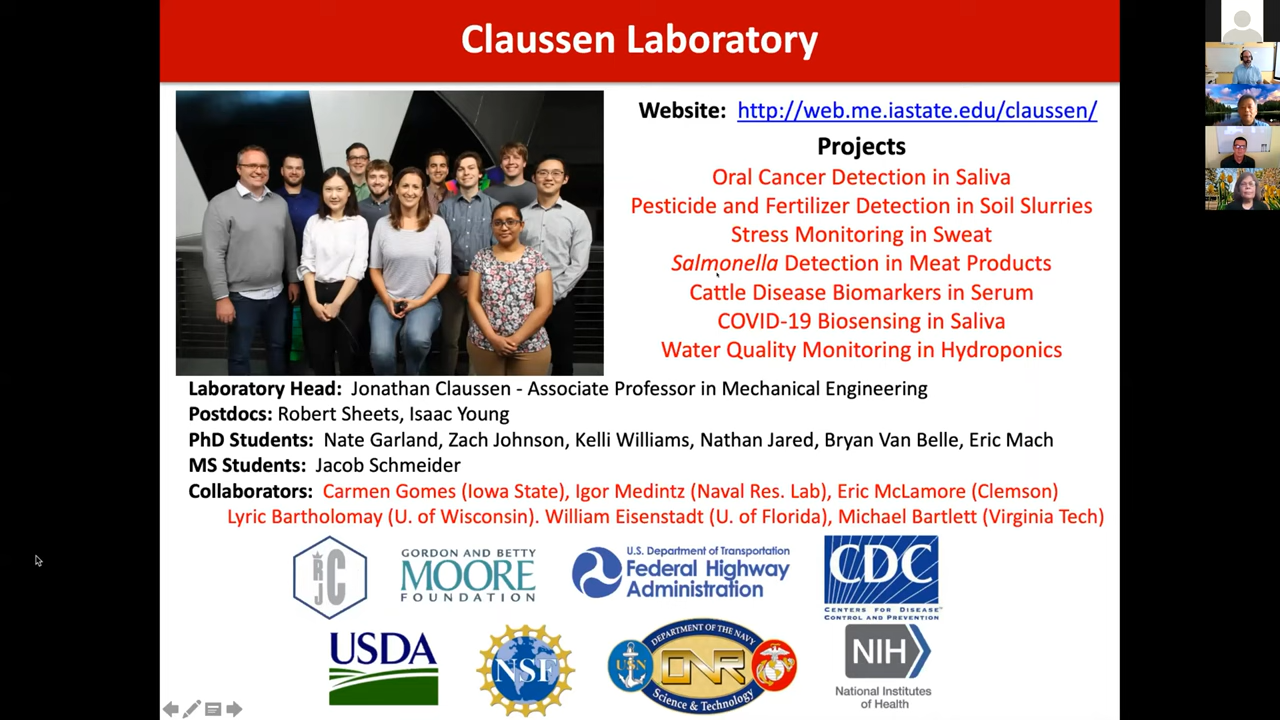 Claussen Laboratory
Website: http://web.me.iastate.edu/claussen/
Projects
Oral Cancer Detection in Saliva
Pesticide and Fertilizer Detection in Soil Slurries
Stress Monitoring in Sweat
Salmonella Detection in Meat Products
Cattle Disease Biomarkers in Serum
COVID-19 Biosensing in Saliva
Water Quality Monitoring in Hydroponics
Laboratory Head: Jonathan Claussen - Associate Professor in Mechanical Engineering
Postdocs: Robert Sheets, Isaac Young
PhD Students: Nate Garland, Zach Johnson, Kelli Williams, Nathan Jared, Bryan Van Belle, Eric Mach
MS Students: Jacob Schmeider
Collaborators: Carmen Gomes (Iowa State), Igor Medintz (Naval Res. Lab), Eric McLamore (Clemson)
Lyric Bartholomay (U. of Wisconsin). William Eisenstadt (U. of Florida), Michael Bartlett (Virginia Tech)
RJC
GORDON AND BETTY
MOORE
FOUNDATION
U.S. Department of Transportation
Federal Highway
Administration
CDC
CENTERS FOR DISEASE™
CONTROL AND PREVENTION
USDA
NSF
DEPARTMENT OF THE NAVY
USN
ONR
Science & Technology
NIH
National Institutes
of Health